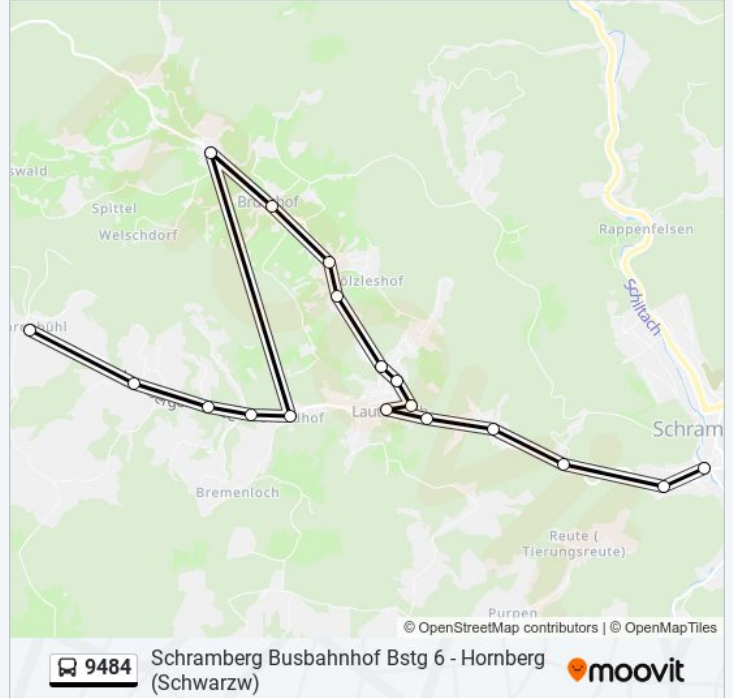 swald
Spittel
Welschdorf
Rappenfelsen
Schiltach
Schram
Bremenloch
Reute (
Tierungsreute)
Purpen
© OpenStreetMap contributors | © OpenMapTiles
9484
Schramberg Busbahnhof Bstg 6 - Hornberg
(Schwarzw)
moovit